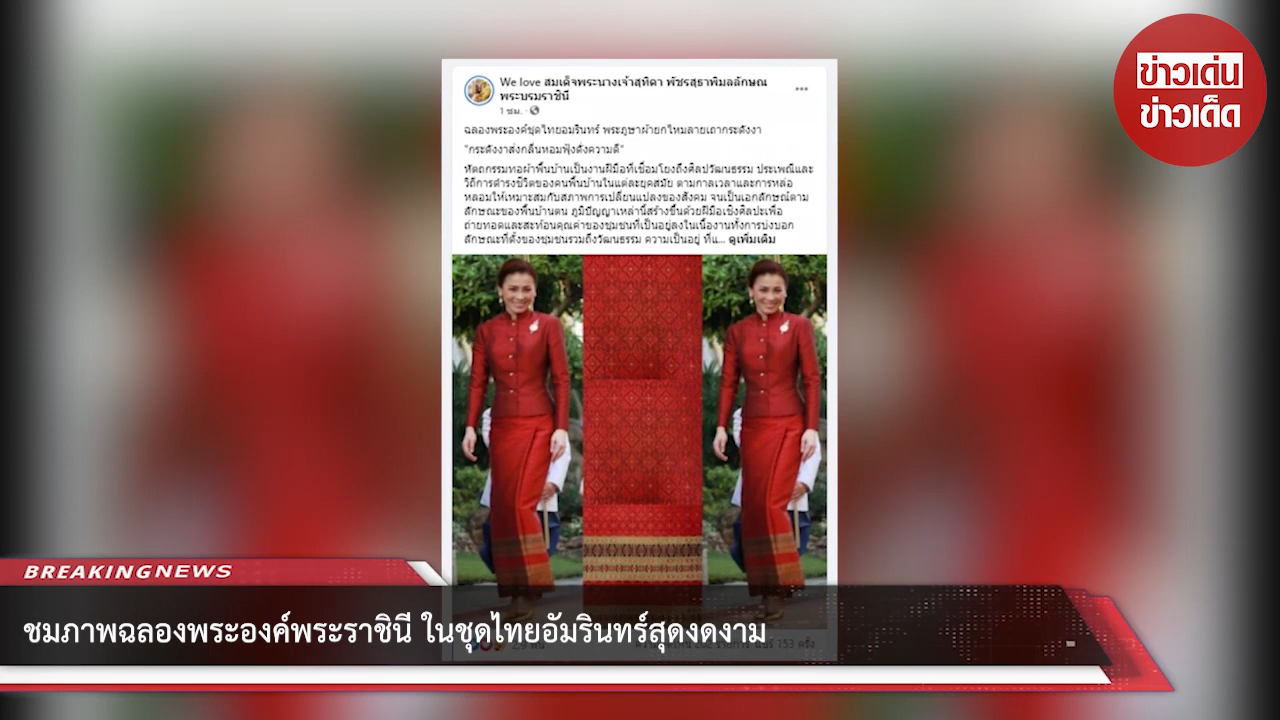 ข่าวเด่น
ข่าวเด็ด
We love สมเด็จพระนางเจ้าสุทิดา พัชรสุธาพิมลลักษณ
พระบรมราชินี
1 ชม.
ฉลองพระองค์ชุดไทยอมรินทร์ พระภูษาผ้ายกไหมลายเถากระดังงา
"กระดังงาส่งกลิ่นหอมฟุ้งดั่งความดี"
หัตถกรรมทอผ้าพื้นบ้านเป็นงานฝีมือที่เชื่อมโยงถึงศิลปวัฒนธรรม ประเพณีและ
วิถีการดำรงชีวิตของคนพื้นบ้านในแต่ละยุคสมัย ตามกาลเวลาและการหล่อ
หลอมให้เหมาะสมกับสภาพการเปลี่ยนแปลงของสังคม จนเป็นเอกลักษณ์ตาม
ลักษณะของพื้นบ้านตน ภูมิปัญญาเหล่านี้สร้างขึ้นด้วยฝีมือเชิงศิลปะเพื่อ
ถ่ายทอดและสะท้อนคุณค่าของชุมชนที่เป็นอยู่ลงในเนื้องานทั้งการบ่งบอก
ลักษณะที่ตั้งของชุมชนรวมถึงวัฒนธรรม ความเป็นอยู่ ที่แ... ดูเพิ่มเติม
BREAKING NEWS
ชมภาพฉลองพระองค์พระราชินี ในชุดไทยอัมรินทร์สุดงดงาม
153 ครั้ง